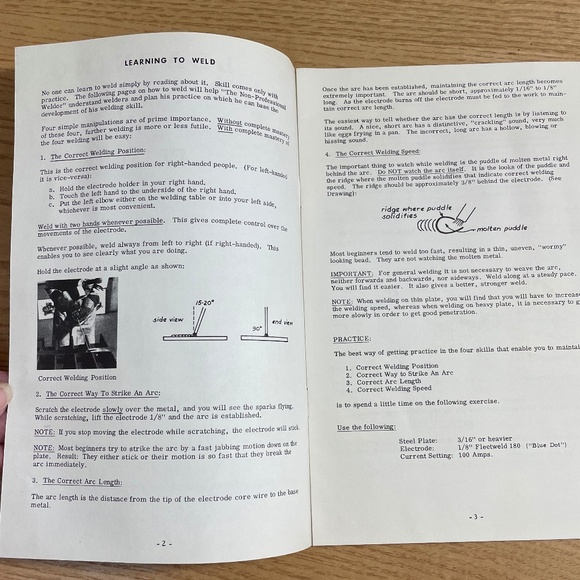 LEARNING TO WELD
No one can learn to weld simply by reading about it. Skill comes only with
practice. The following pages on how to weld will help "The Non-Professional
Welder" understand welders and plan his practice on which he can base the
development of his welding skill.
Four simple manipulations are of prime importance. Without complete mastery
of these four, further welding is more or less futile. With complete mastery of
the four welding will be easy:
1. The Correct Welding Position:
This is the correct welding position for right-handed people. (For left-handed
it is vice-versa):
a. Hold the electrode holder in your right hand.
b. Touch the left hand to the underside of the right hand.
c. Put the left elbow either on the welding table or into your left side,
whichever is most convenient.
Weld with two hands whenever possible. This gives complete control over the
movements of the electrode.
Whenever possible, weld always from left to right (if right-handed). This
enables you to see clearly what you are doing.
Hold the electrode at a slight angle as shown:
15-20°
side view
90°
end view
Correct Welding Position
2. The Correct Way To Strike An Arc:
Scratch the electrode slowly over the metal, and you will see the sparks flying.
While scratching, lift the electrode 1/8" and the arc is established.
NOTE: If you stop moving the electrode while scratching, the electrode will stick.
NOTE: Most beginners try to strike the arc by a fast jabbing motion down on the
plate. Result: They either stick or their motion is so fast that they break the
arc immediately.
3. The Correct Arc Length:
The arc length is the distance from the tip of the electrode core wire to the base
metal.
- 2 -
Once the arc has been established, maintaining the correct arc length becomes
extremely important. The arc should be short, approximately 1/16" to 1/8"
long. As the electrode burns off the electrode must be fed to the work to main-
tain correct arc length.
The easiest way to tell whether the arc has the correct length is by listening to
its sound. A nice, short arc has a distinctive, "crackling" sound, very much
like eggs frying in a pan. The incorrect, long arc has a hollow, blowing or
hissing sound.
4. The Correct Welding Speed:
The important thing to watch while welding is the puddle of molten metal right
behind the arc. Do NOT watch the arc itself. It is the looks of the puddle and
the ridge where the molten puddle solidifies that indicate correct welding
speed. The ridge should be approximately 3/8" behind the electrode. (See
Drawing):
ridge where puddle
solidifies
molten puddle
Most beginners tend to weld too fast, resulting in a thin, uneven, "wormy"
looking bead. They are not watching the molten metal.
IMPORTANT: For general welding it is not necessary to weave the arc,
neither forwards and backwards, nor sideways. Weld along at a steady pace.
You will find it easier. It also gives a better, stronger weld.
NOTE: When welding on thin plate, you will find that you will have to increase
the welding speed, whereas when welding on heavy plate, it is necessary to g
more slowly in order to get good penetration.
PRACTICE:
The best way of getting practice in the four skills that enable you to maintain
1. Correct Welding Position
2. Correct Way to Strike An Arc
3. Correct Arc Length
4. Correct Welding Speed
is to spend a little time on the following exercise.
Use the following:
Steel Plate: 3/16" or heavier
Electrode: 1/8" Fleetweld 180 ("Blue Dot")
Current Setting: 100 Amps.
- 3 -